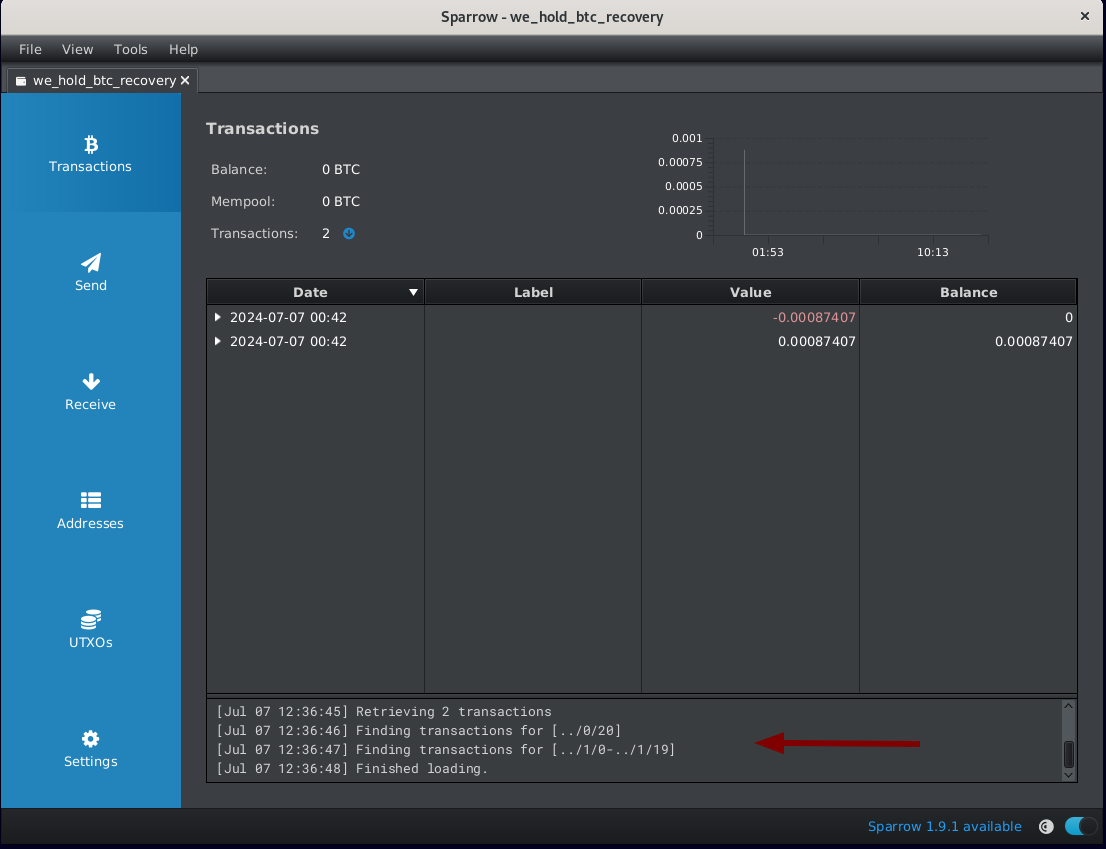 Sparrow - we_hold_btc_recovery
File View Tools Help
we_hold_btc_recovery
Transactions
Send
Receive
Addresses
UTXOs
Settings
Transactions
Balance: 0 BTC
Mempool: 0 BTC
Transactions: 2
0.001
0.00075
0.0005
0.00025
0
01:53 10:13
Date Label Value Balance
2024-07-07 00:42 -0.00087407 0
2024-07-07 00:42 0.00087407 0.00087407
[Jul 07 12:36:45] Retrieving 2 transactions
[Jul 07 12:36:46] Finding transactions for [../0/20]
[Jul 07 12:36:47] Finding transactions for [../1/0-../1/19]
[Jul 07 12:36:48] Finished loading.
Sparrow 1.9.1 available